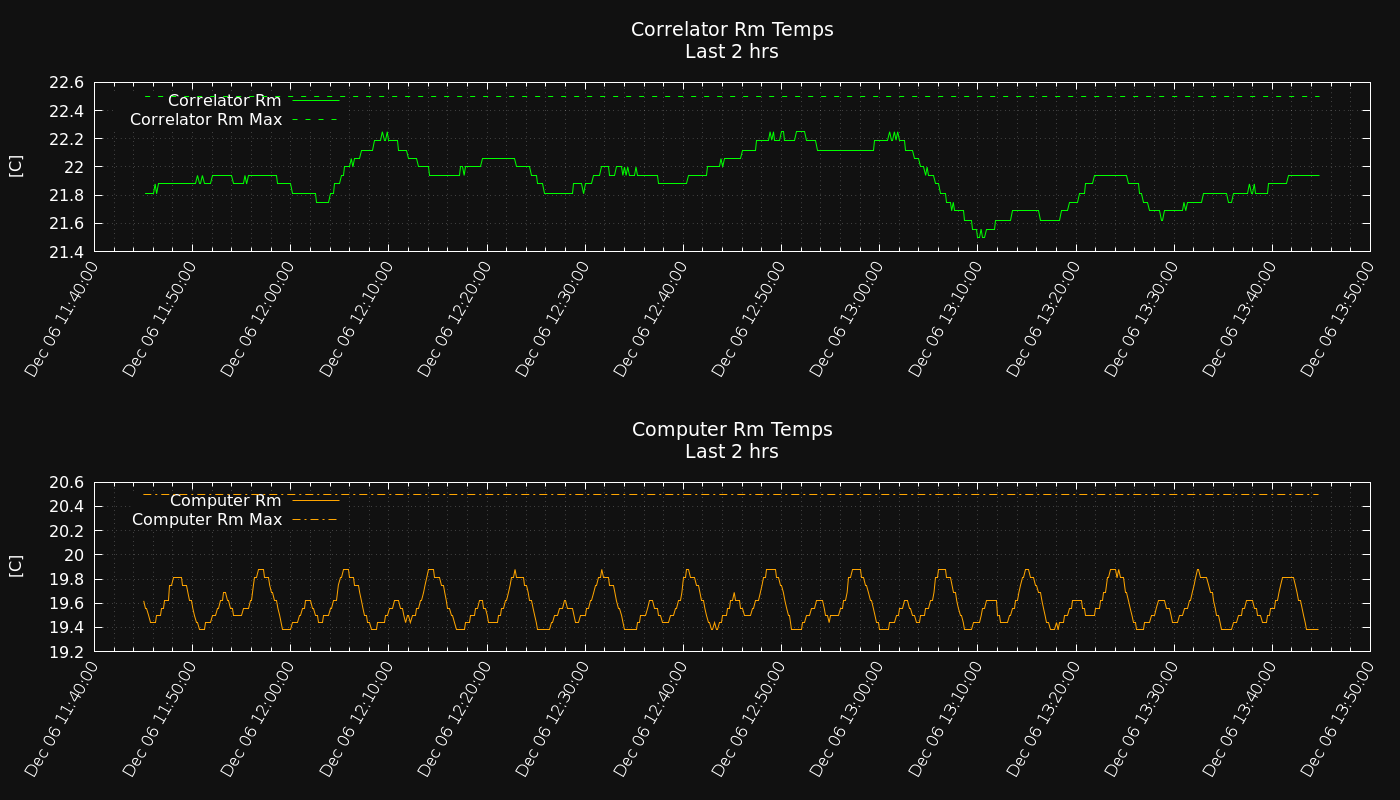 Correlator Rm Temps
Last 2 hrs
22.6
22.4
22.2
22
21.8
21.6
21.4
[C]
Correlator Rm
Correlator Rm Max
Dec 06 11:40:00
Dec 06 11:50:00
Dec 06 12:00:00
Dec 06 12:10:00
Dec 06 12:20:00
Dec 06 12:30:00
Dec 06 12:40:00
Dec 06 12:50:00
Dec 06 13:00:00
Dec 06 13:10:00
Dec 06 13:20:00
Dec 06 13:30:00
Dec 06 13:40:00
Dec 06 13:50:00
Computer Rm Temps
Last 2 hrs
20.6
20.4
20.2
20
19.8
19.6
19.4
19.2
[C]
Computer Rm
Computer Rm Max
Dec 06 11:40:00
Dec 06 11:50:00
Dec 06 12:00:00
Dec 06 12:10:00
Dec 06 12:20:00
Dec 06 12:30:00
Dec 06 12:40:00
Dec 06 12:50:00
Dec 06 13:00:00
Dec 06 13:10:00
Dec 06 13:20:00
Dec 06 13:30:00
Dec 06 13:40:00
Dec 06 13:50:00